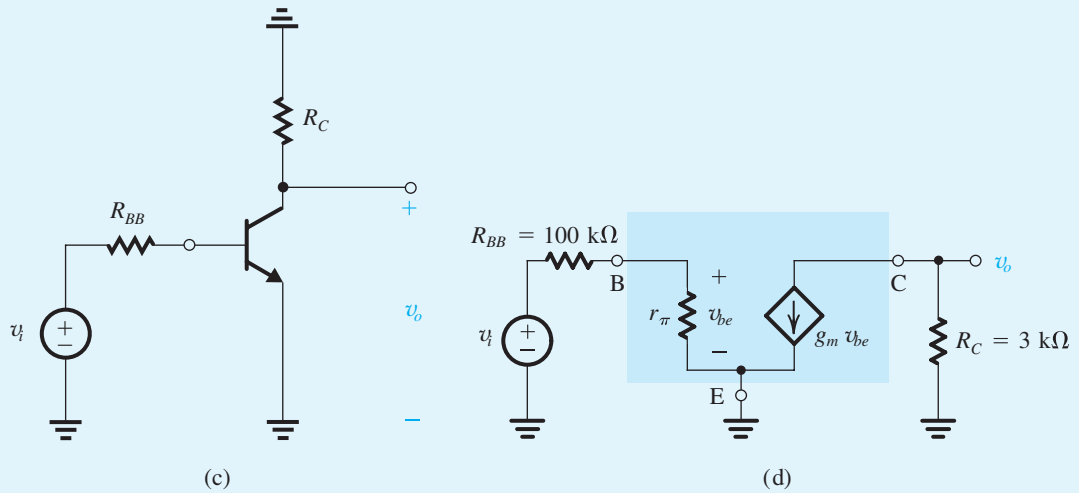 R_C
+
R_BB
v_i
+
−
v_o
−
(c)
R_BB = 100 kΩ
B
v_i
+
−
r_π
+
v_be
−
g_m v_be
E
C
v_o
R_C = 3 kΩ
(d)